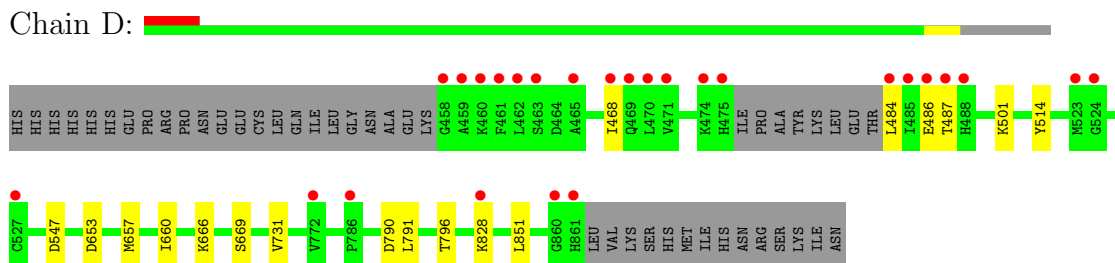 Chain D:
HIS HIS HIS HIS HIS HIS GLU PRO ARG PRO ASN GLU GLU CYS LEU GLN ILE LEU GLY ASN ALA GLU LYS G458 A459 K460 F461 L462 S463 D464 A465 I468 Q469 L470 V471 K474 H475 ILE PRO ALA TYR LYS LEU GLU THR L484 I485 E486 T487 H488 K501 Y514 M523 G524
C527 D547 D653 M657 I660 K666 S669 V731 V772 P786 D790 L791 T796 K828 L851 G860 H861 LEU VAL LYS SER HIS MET ILE HIS ASN ARG SER LYS ILE ASN